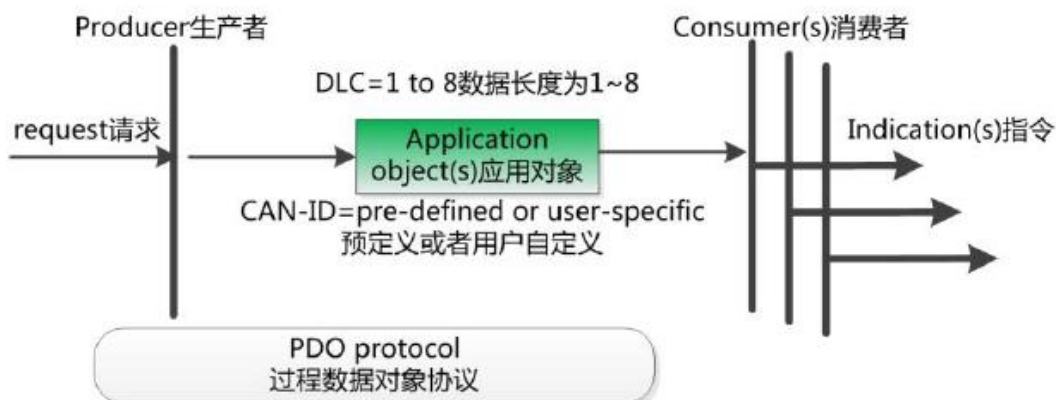 Producer生产者
Consumer(s)消费者
DLC=1 to 8数据长度为1~8
request请求
Application
object(s)应用对象
Indication(s)指令
CAN-ID=pre-defined or user-specific
预定义或者用户自定义
PDO protocol
过程数据对象协议